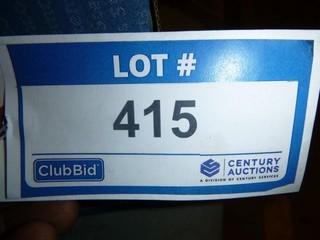 LOT #
415
ClubBid
CENTURY
AUCTIONS
A DIVISION OF CENTURY SERVICES